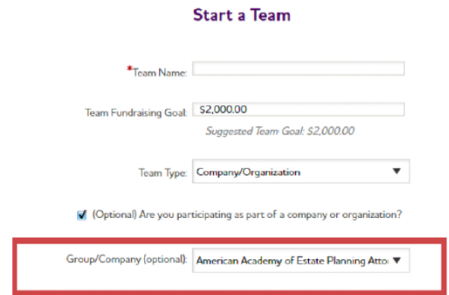 Start a Team
*Team Name:
Team Fundraising Goal: $2,000.00
Suggested Team Goal: $2,000.00
Team Type: Company/Organization
(Optional) Are you participating as part of a company or organization?
Group/Company (optional): American Academy of Estate Planning Atto